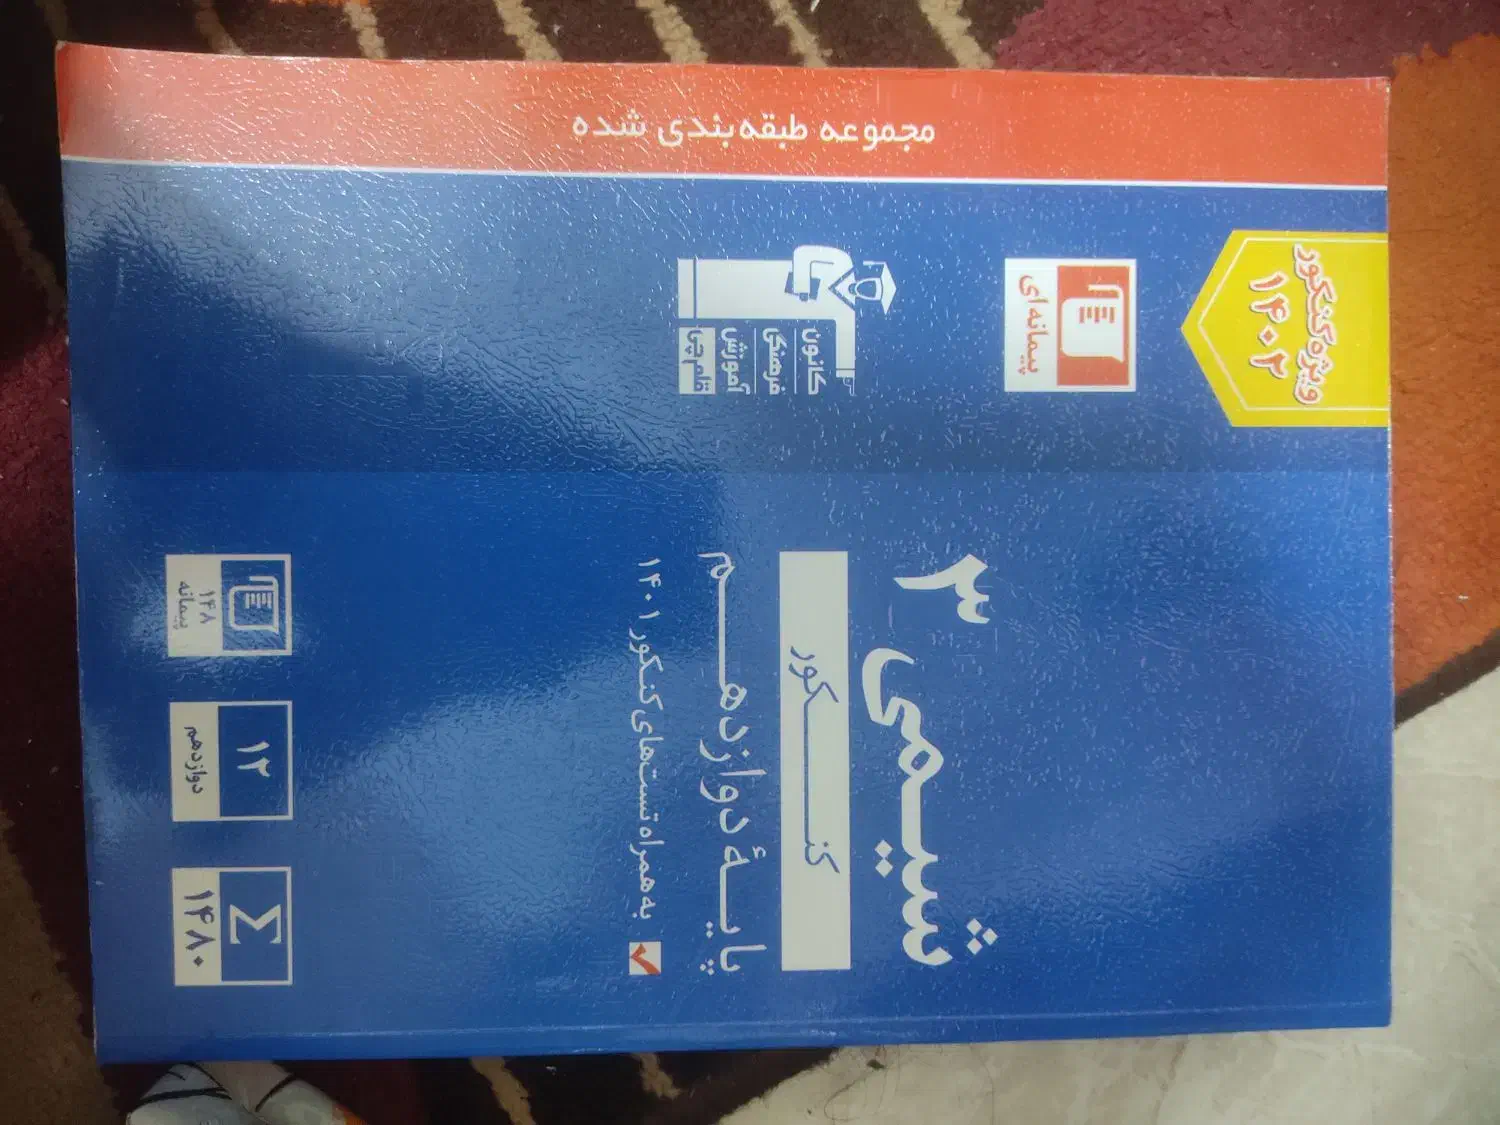 مجموعه طبقه‌بندی شده
ویژه کنکور
۱۴۰۲
پیمانه‌ای
کانون
فرهنگی
آموزش
قلم‌چی
شیمی ۳
کنکور
پایهٔ دوازدهم
به همراه تست‌های کنکور ۱۴۰۱
۱۴۸
پیمانه
۱۲
دوازدهم
Σ
۱۴۸۰